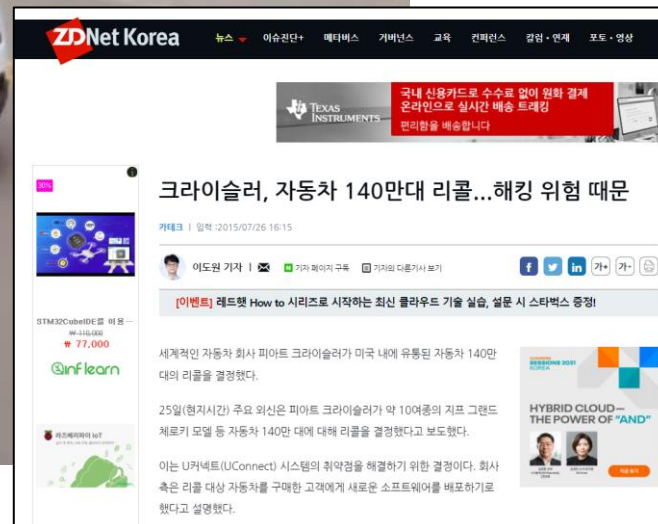 ZDNet Korea
뉴스 이슈진단+ 메타버스 거버넌스 교육 컨퍼런스 칼럼・연재 포토・영상
TEXAS INSTRUMENTS
국내 신용카드로 수수료 없이 원화 결제
온라인으로 실시간 배송 트래킹
편리함을 배송합니다
30%
크라이슬러, 자동차 140만대 리콜...해킹 위험 때문
카테크 | 입력 :2015/07/26 16:15
이도원 기자 | 기자 페이지 구독 기자의 다른기사 보기
가+ 가-
[이벤트] 레드햇 How to 시리즈로 시작하는 최신 클라우드 기술 실습, 설문 시 스타벅스 증정!
STM32CubeIDE를 이용…
₩ 110,000
₩ 77,000
inflearn
라즈베리파이 IoT
세계적인 자동차 회사 피아트 크라이슬러가 미국 내에 유통된 자동차 140만
대의 리콜을 결정했다.
25일(현지시간) 주요 외신은 피아트 크라이슬러가 약 10여종의 지프 그랜드
체로키 모델 등 자동차 140만 대에 대해 리콜을 결정했다고 보도했다.
이는 U커넥트(UConnect) 시스템의 취약점을 해결하기 위한 결정이다. 회사
측은 리콜 대상 자동차를 구매한 고객에게 새로운 소프트웨어를 배포하기로
했다고 설명했다.
SESSIONS 2021
KOREA
HYBRID CLOUD—
THE POWER OF "AND"